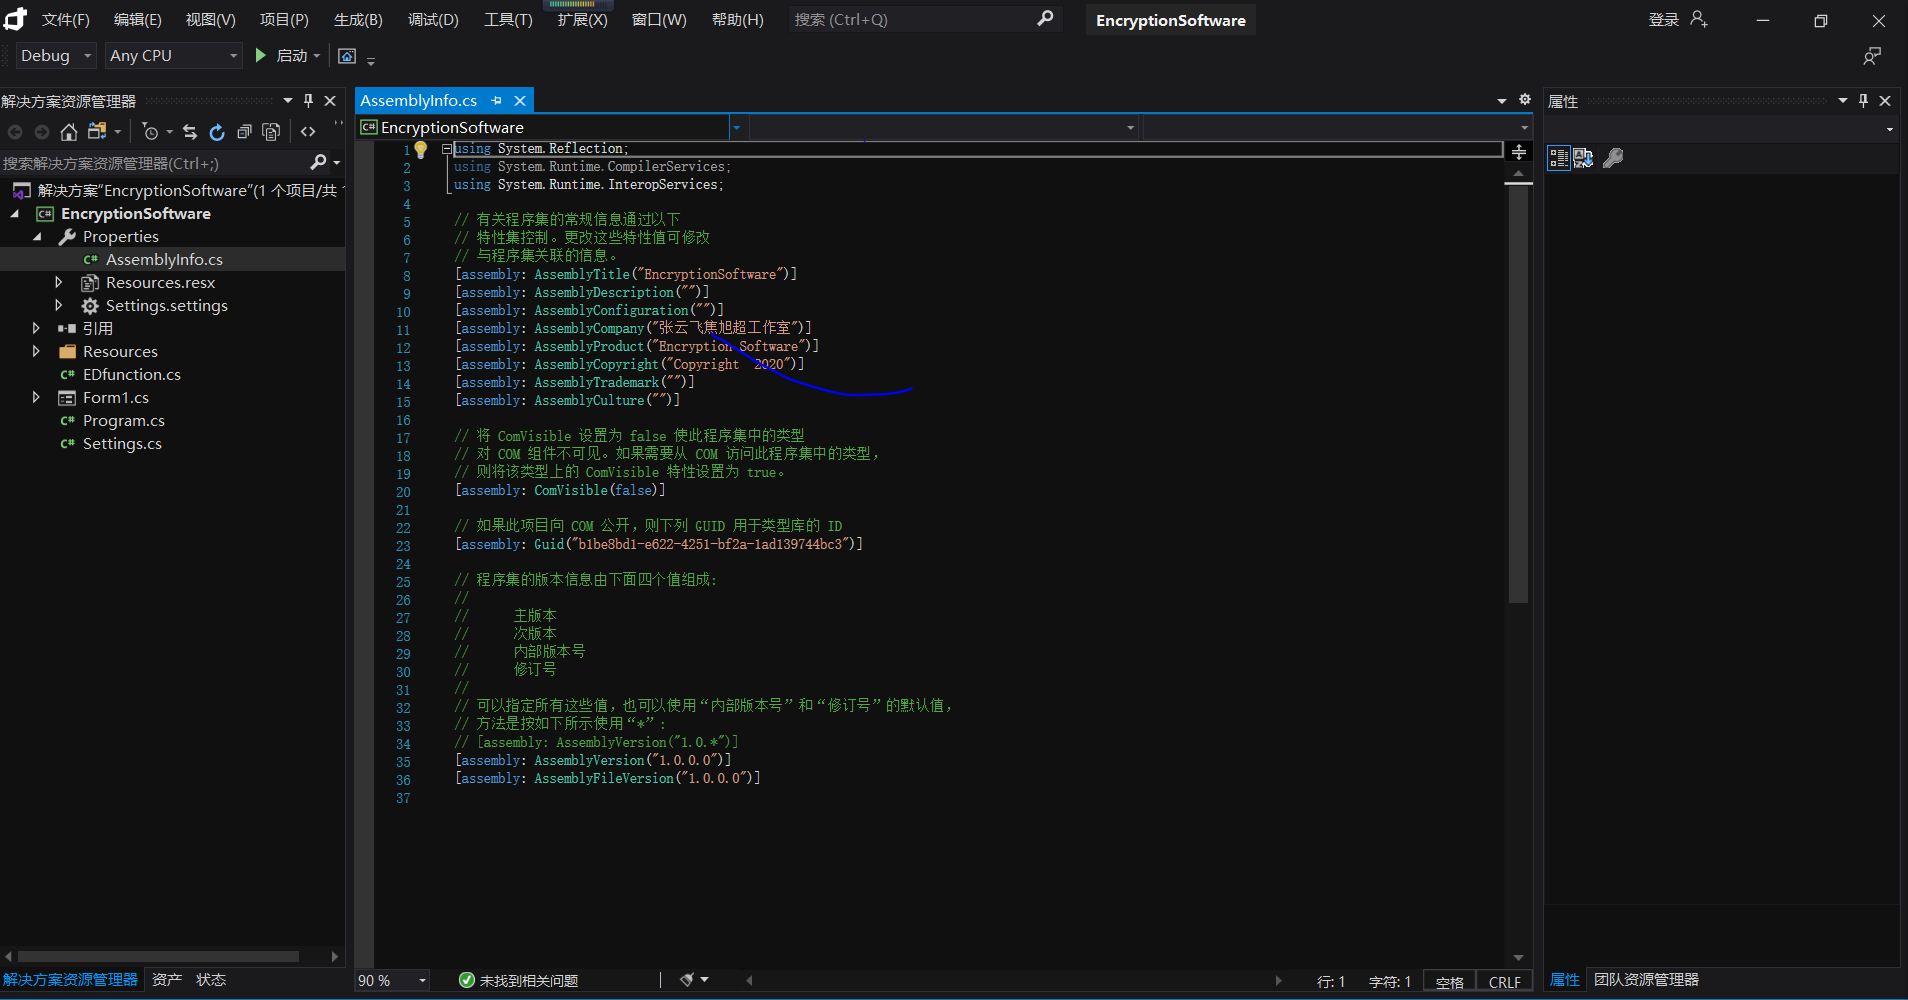 文件(F) 编辑(E) 视图(V) 项目(P) 生成(B) 调试(D) 工具(T) 扩展(X) 窗口(W) 帮助(H) 搜索 (Ctrl+Q) EncryptionSoftware 登录
Debug Any CPU 启动
解决方案资源管理器
搜索解决方案资源管理器(Ctrl+;)
解决方案"EncryptionSoftware"(1 个项目/共 1
C# EncryptionSoftware
Properties
C# AssemblyInfo.cs
Resources.resx
Settings.settings
引用
Resources
C# EDfunction.cs
Form1.cs
C# Program.cs
C# Settings.cs
解决方案资源管理器 资产 状态
AssemblyInfo.cs
C# EncryptionSoftware
1 using System.Reflection;
2 using System.Runtime.CompilerServices;
3 using System.Runtime.InteropServices;
4
5 // 有关程序集的常规信息通过以下
6 // 特性集控制。更改这些特性值可修改
7 // 与程序集关联的信息。
8 [assembly: AssemblyTitle("EncryptionSoftware")]
9 [assembly: AssemblyDescription("")]
10 [assembly: AssemblyConfiguration("")]
11 [assembly: AssemblyCompany("张云飞焦旭超工作室")]
12 [assembly: AssemblyProduct("Encryption Software")]
13 [assembly: AssemblyCopyright("Copyright  2020")]
14 [assembly: AssemblyTrademark("")]
15 [assembly: AssemblyCulture("")]
16
17 // 将 ComVisible 设置为 false 使此程序集中的类型
18 // 对 COM 组件不可见。如果需要从 COM 访问此程序集中的类型，
19 // 则将该类型上的 ComVisible 特性设置为 true。
20 [assembly: ComVisible(false)]
21
22 // 如果此项目向 COM 公开，则下列 GUID 用于类型库的 ID
23 [assembly: Guid("b1be8bd1-e622-4251-bf2a-1ad139744bc3")]
24
25 // 程序集的版本信息由下面四个值组成:
26 //
27 //      主版本
28 //      次版本
29 //      内部版本号
30 //      修订号
31 //
32 // 可以指定所有这些值，也可以使用“内部版本号”和“修订号”的默认值，
33 // 方法是按如下所示使用“*”:
34 // [assembly: AssemblyVersion("1.0.*")]
35 [assembly: AssemblyVersion("1.0.0.0")]
36 [assembly: AssemblyFileVersion("1.0.0.0")]
37
90 % 未找到相关问题 行: 1 字符: 1 空格 CRLF
属性
属性 团队资源管理器